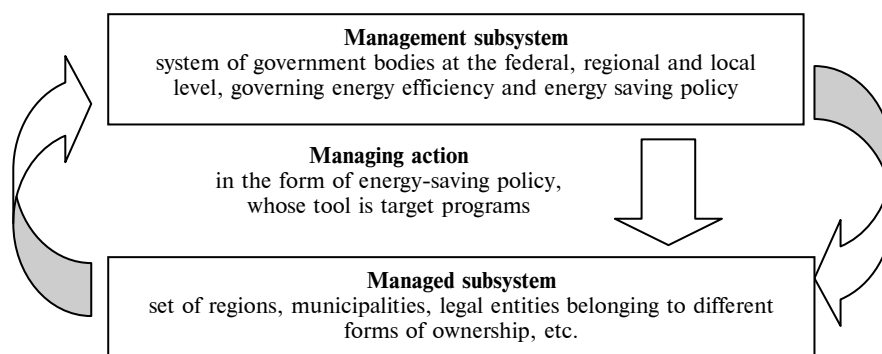 Management subsystem
system of government bodies at the federal, regional and local
level, governing energy efficiency and energy saving policy
Managing action
in the form of energy-saving policy,
whose tool is target programs
Managed subsystem
set of regions, municipalities, legal entities belonging to different
forms of ownership, etc.